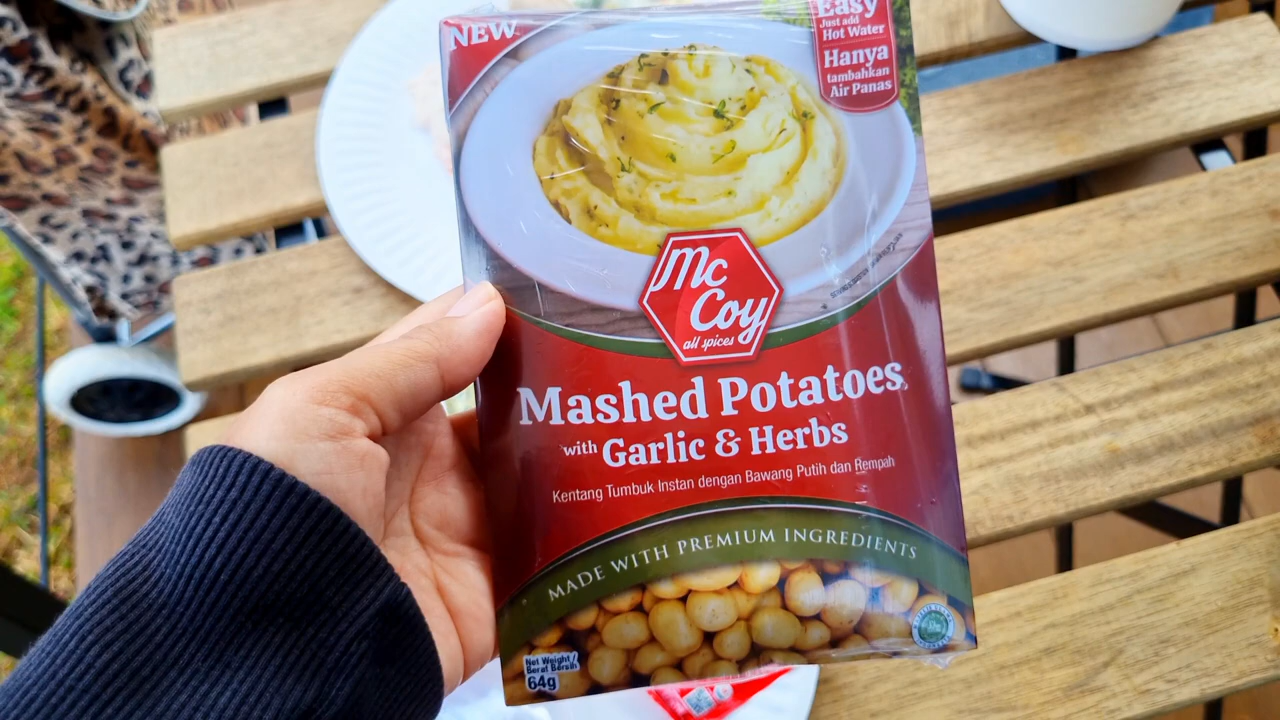 NEW
Easy
Just add
Hot Water
Hanya
tambahkan
Air Panas
Mc
Coy
all spices
Mashed Potatoes
with Garlic & Herbs
Kentang Tumbuk Instan dengan Bawang Putih dan Rempah
MADE WITH PREMIUM INGREDIENTS
Net Weight /
Berat Bersih
64g